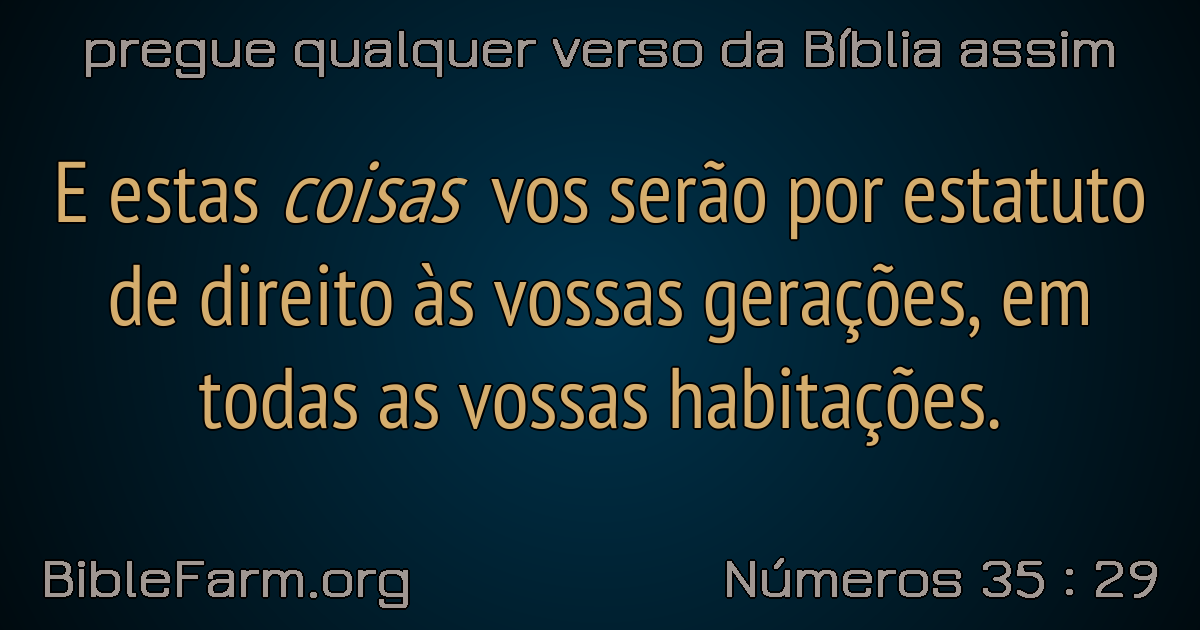 pregue qualquer verso da Bíblia assim
E estas coisas vos serão por estatuto
de direito às vossas gerações, em
todas as vossas habitações.
BibleFarm.org
Números 35 : 29